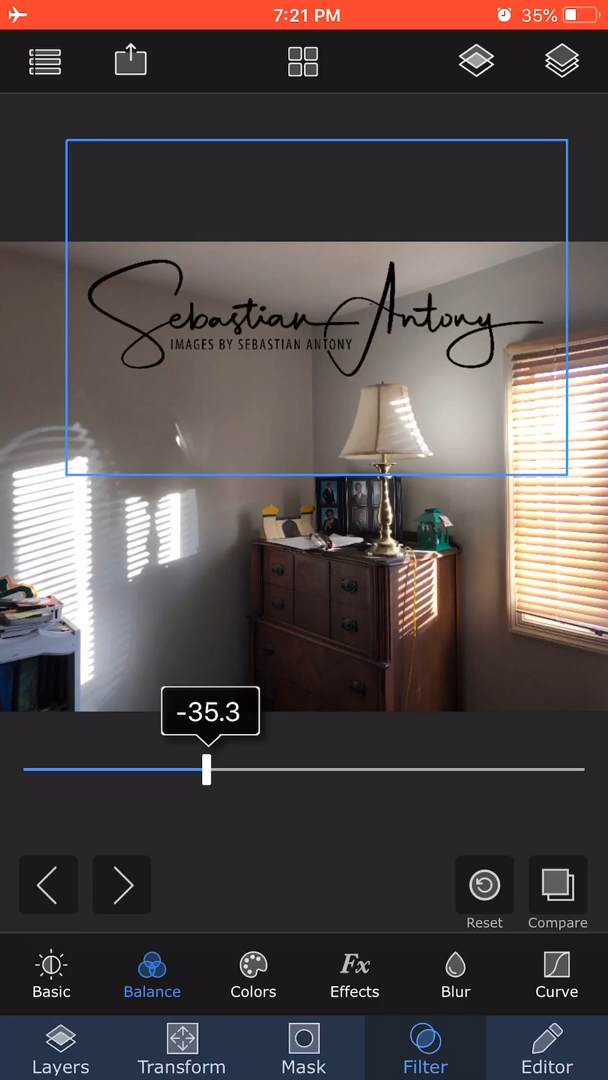 7:21 PM
35%
Sebastian Antony
IMAGES BY SEBASTIAN ANTONY
-35.3
Reset
Compare
Basic
Balance
Colors
Fx
Effects
Blur
Curve
Layers
Transform
Mask
Filter
Editor